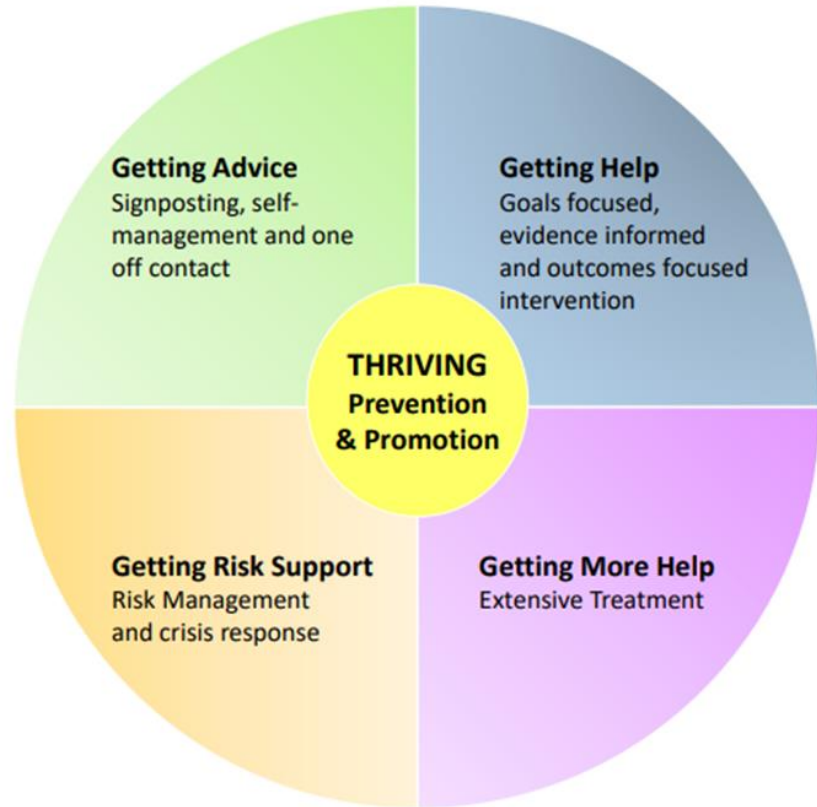 Getting Advice
Signposting, self-
management and one
off contact
Getting Help
Goals focused,
evidence informed
and outcomes focused
intervention
THRIVING
Prevention
& Promotion
Getting Risk Support
Risk Management
and crisis response
Getting More Help
Extensive Treatment